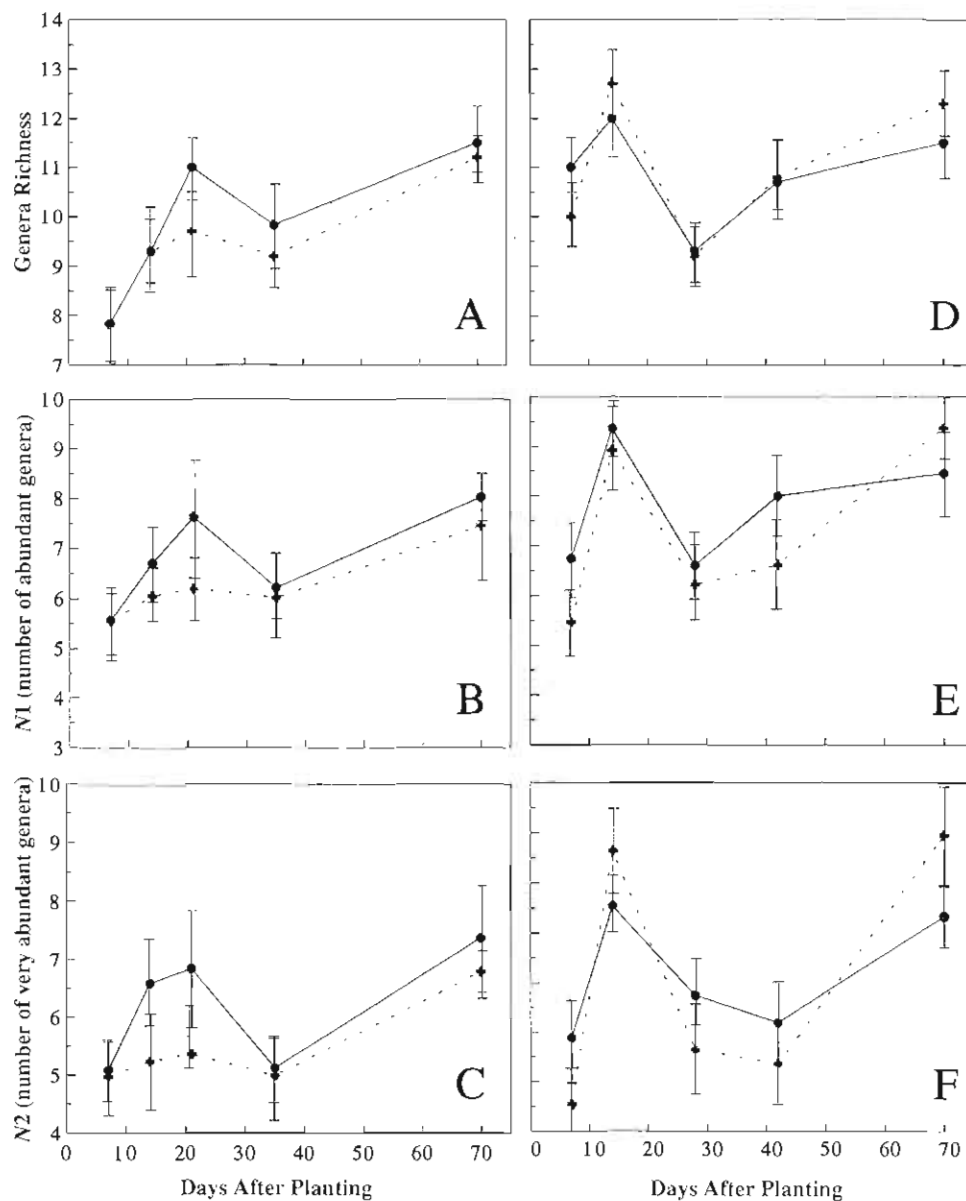 Genera Richness
14
13
12
11
10
9
8
7
A
D
N1 (number of abundant genera)
10
9
8
7
6
5
4
3
B
E
N2 (number of very abundant genera)
10
9
8
7
6
5
4
C
F
0 10 20 30 40 50 60 70
0 10 20 30 40 50 60 70
Days After Planting
Days After Planting